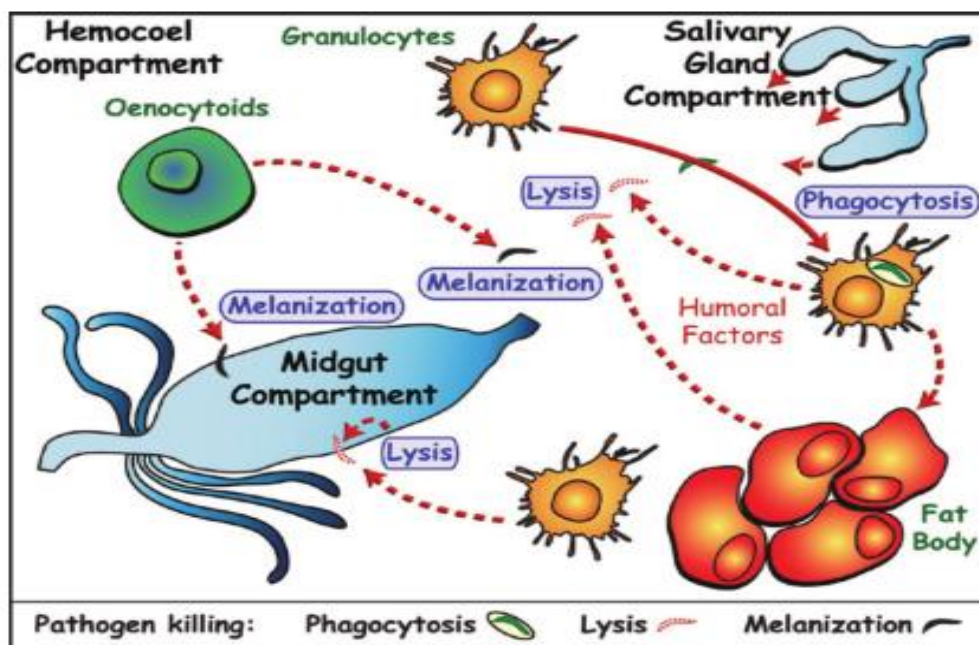 Hemocoel
Compartment
Granulocytes
Salivary
Gland
Compartment
Oenocytoids
Lysis
Phagocytosis
Melanization
Melanization
Humoral
Factors
Midgut
Compartment
Lysis
Fat
Body
Pathogen killing: Phagocytosis Lysis Melanization